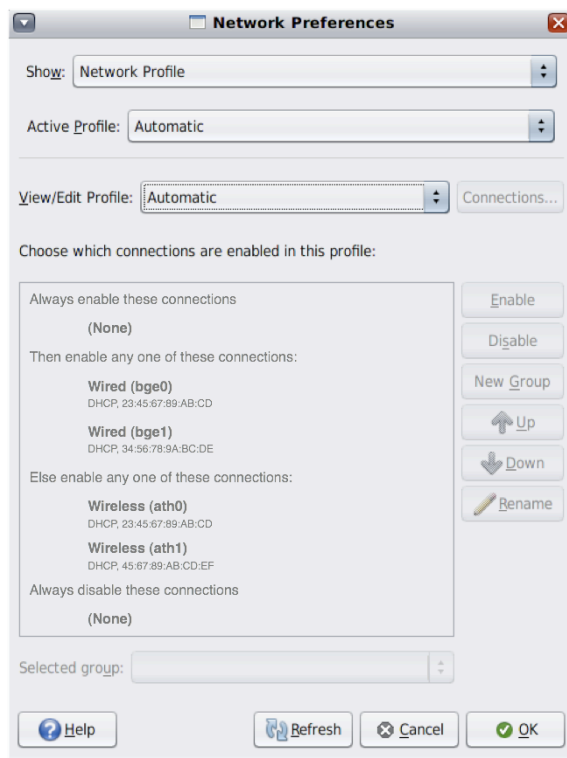 Network Preferences
Show: Network Profile
Active Profile: Automatic
View/Edit Profile: Automatic Connections...
Choose which connections are enabled in this profile:
Always enable these connections
(None)
Then enable any one of these connections:
Wired (bge0)
DHCP, 23:45:67:89:AB:CD
Wired (bge1)
DHCP, 34:56:78:9A:BC:DE
Else enable any one of these connections:
Wireless (ath0)
DHCP, 23:45:67:89:AB:CD
Wireless (ath1)
DHCP, 45:67:89:AB:CD:EF
Always disable these connections
(None)
Enable
Disable
New Group
Up
Down
Rename
Selected group:
Help Refresh Cancel OK